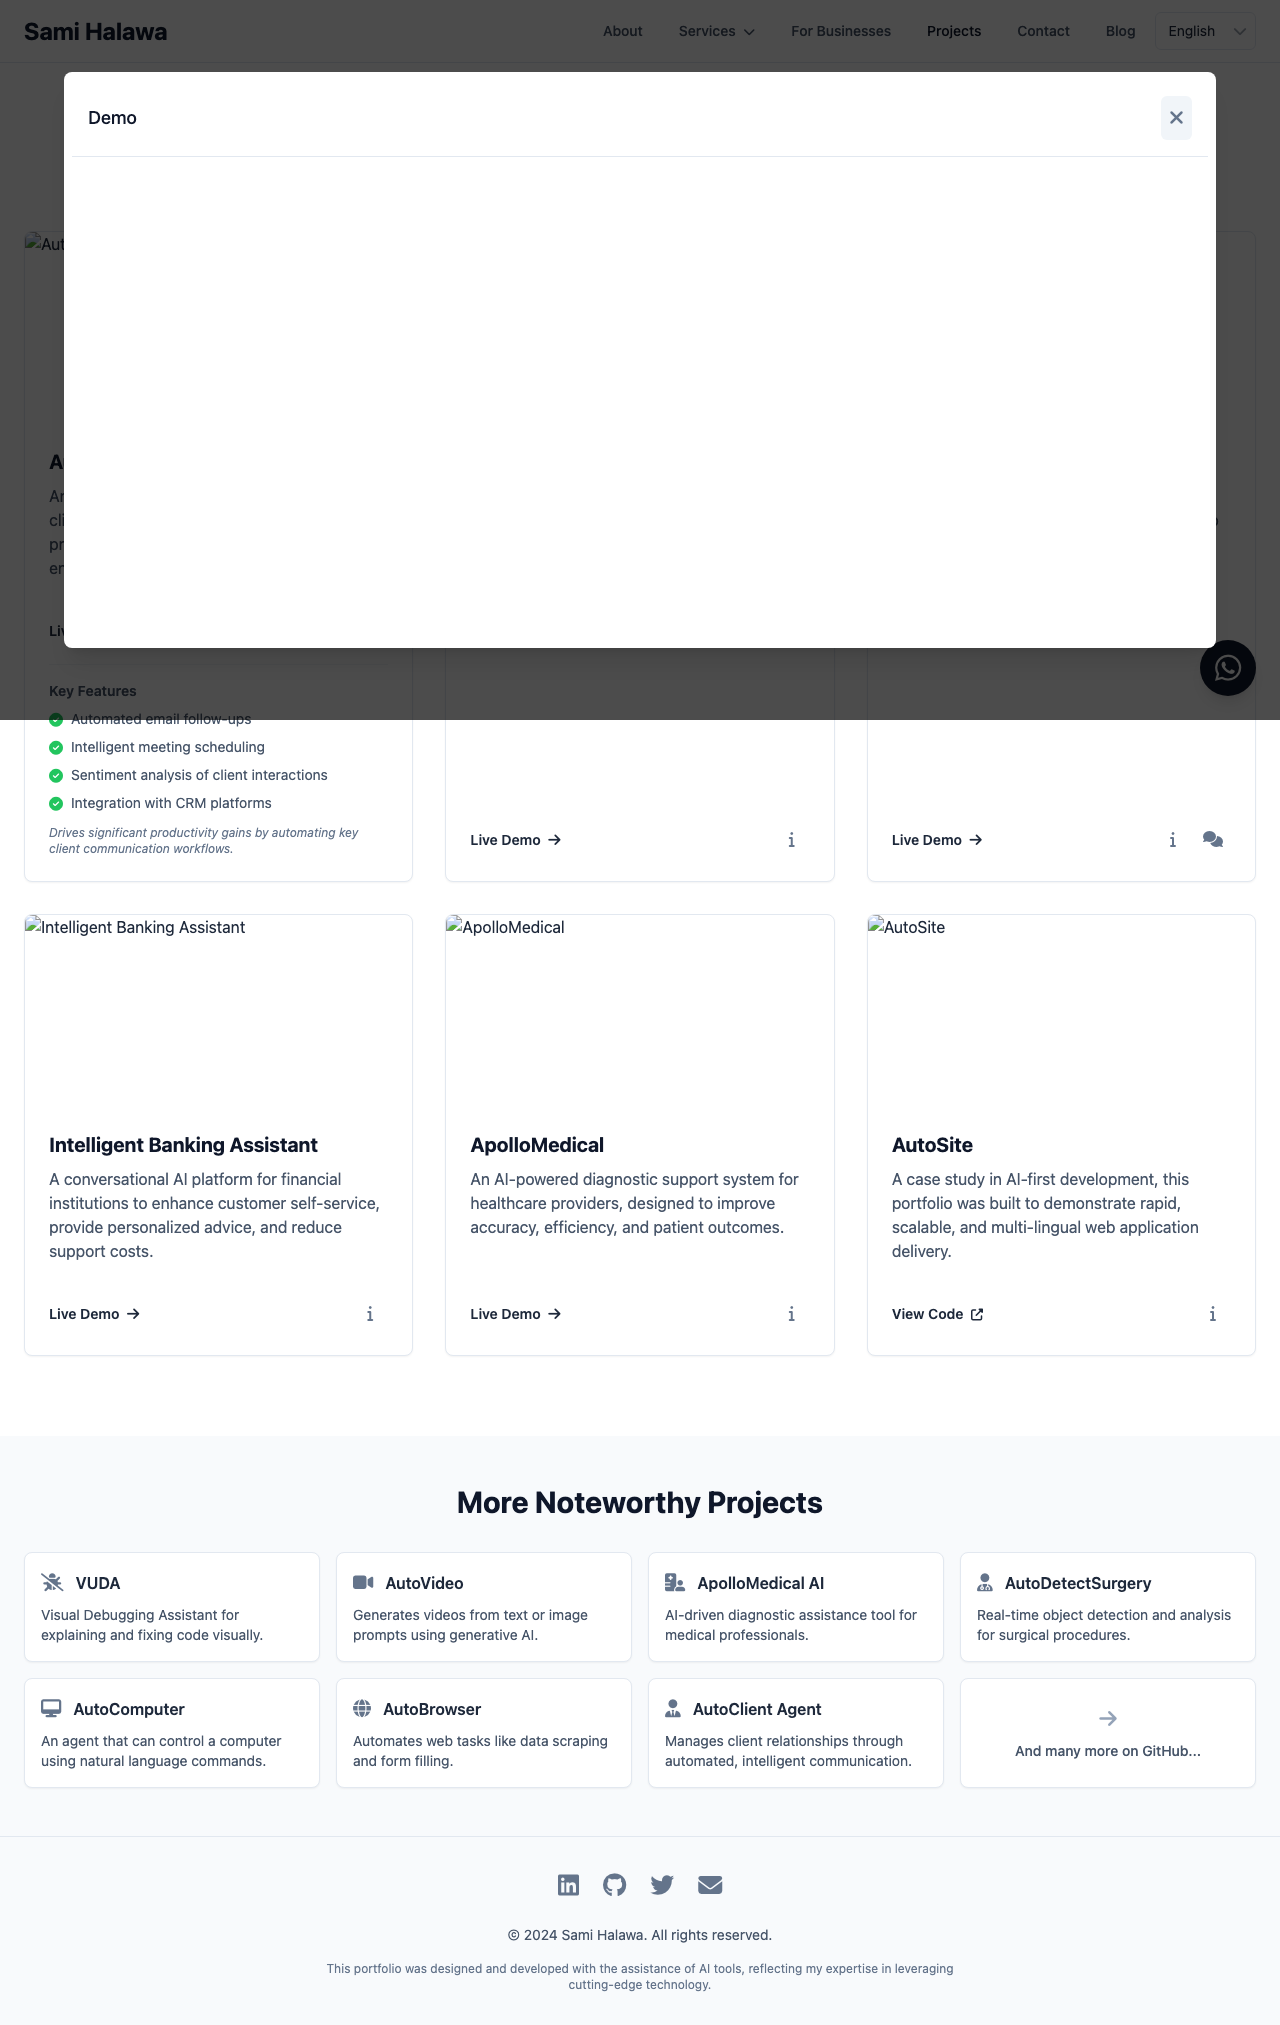 Sami Halawa
About
Services
For Businesses
Projects
Contact
Blog
English
Demo
Live Demo
Key Features
Automated email follow-ups
Intelligent meeting scheduling
Sentiment analysis of client interactions
Integration with CRM platforms
Drives significant productivity gains by automating key
client communication workflows.
Live Demo
Live Demo
Intelligent Banking Assistant
Intelligent Banking Assistant
A conversational AI platform for financial
institutions to enhance customer self-service,
provide personalized advice, and reduce
support costs.
Live Demo
ApolloMedical
ApolloMedical
An AI-powered diagnostic support system for
healthcare providers, designed to improve
accuracy, efficiency, and patient outcomes.
Live Demo
AutoSite
AutoSite
A case study in AI-first development, this
portfolio was built to demonstrate rapid,
scalable, and multi-lingual web application
delivery.
View Code
More Noteworthy Projects
VUDA
Visual Debugging Assistant for
explaining and fixing code visually.
AutoVideo
Generates videos from text or image
prompts using generative AI.
ApolloMedical AI
AI-driven diagnostic assistance tool for
medical professionals.
AutoDetectSurgery
Real-time object detection and analysis
for surgical procedures.
AutoComputer
An agent that can control a computer
using natural language commands.
AutoBrowser
Automates web tasks like data scraping
and form filling.
AutoClient Agent
Manages client relationships through
automated, intelligent communication.
And many more on GitHub...
© 2024 Sami Halawa. All rights reserved.
This portfolio was designed and developed with the assistance of AI tools, reflecting my expertise in leveraging
cutting-edge technology.